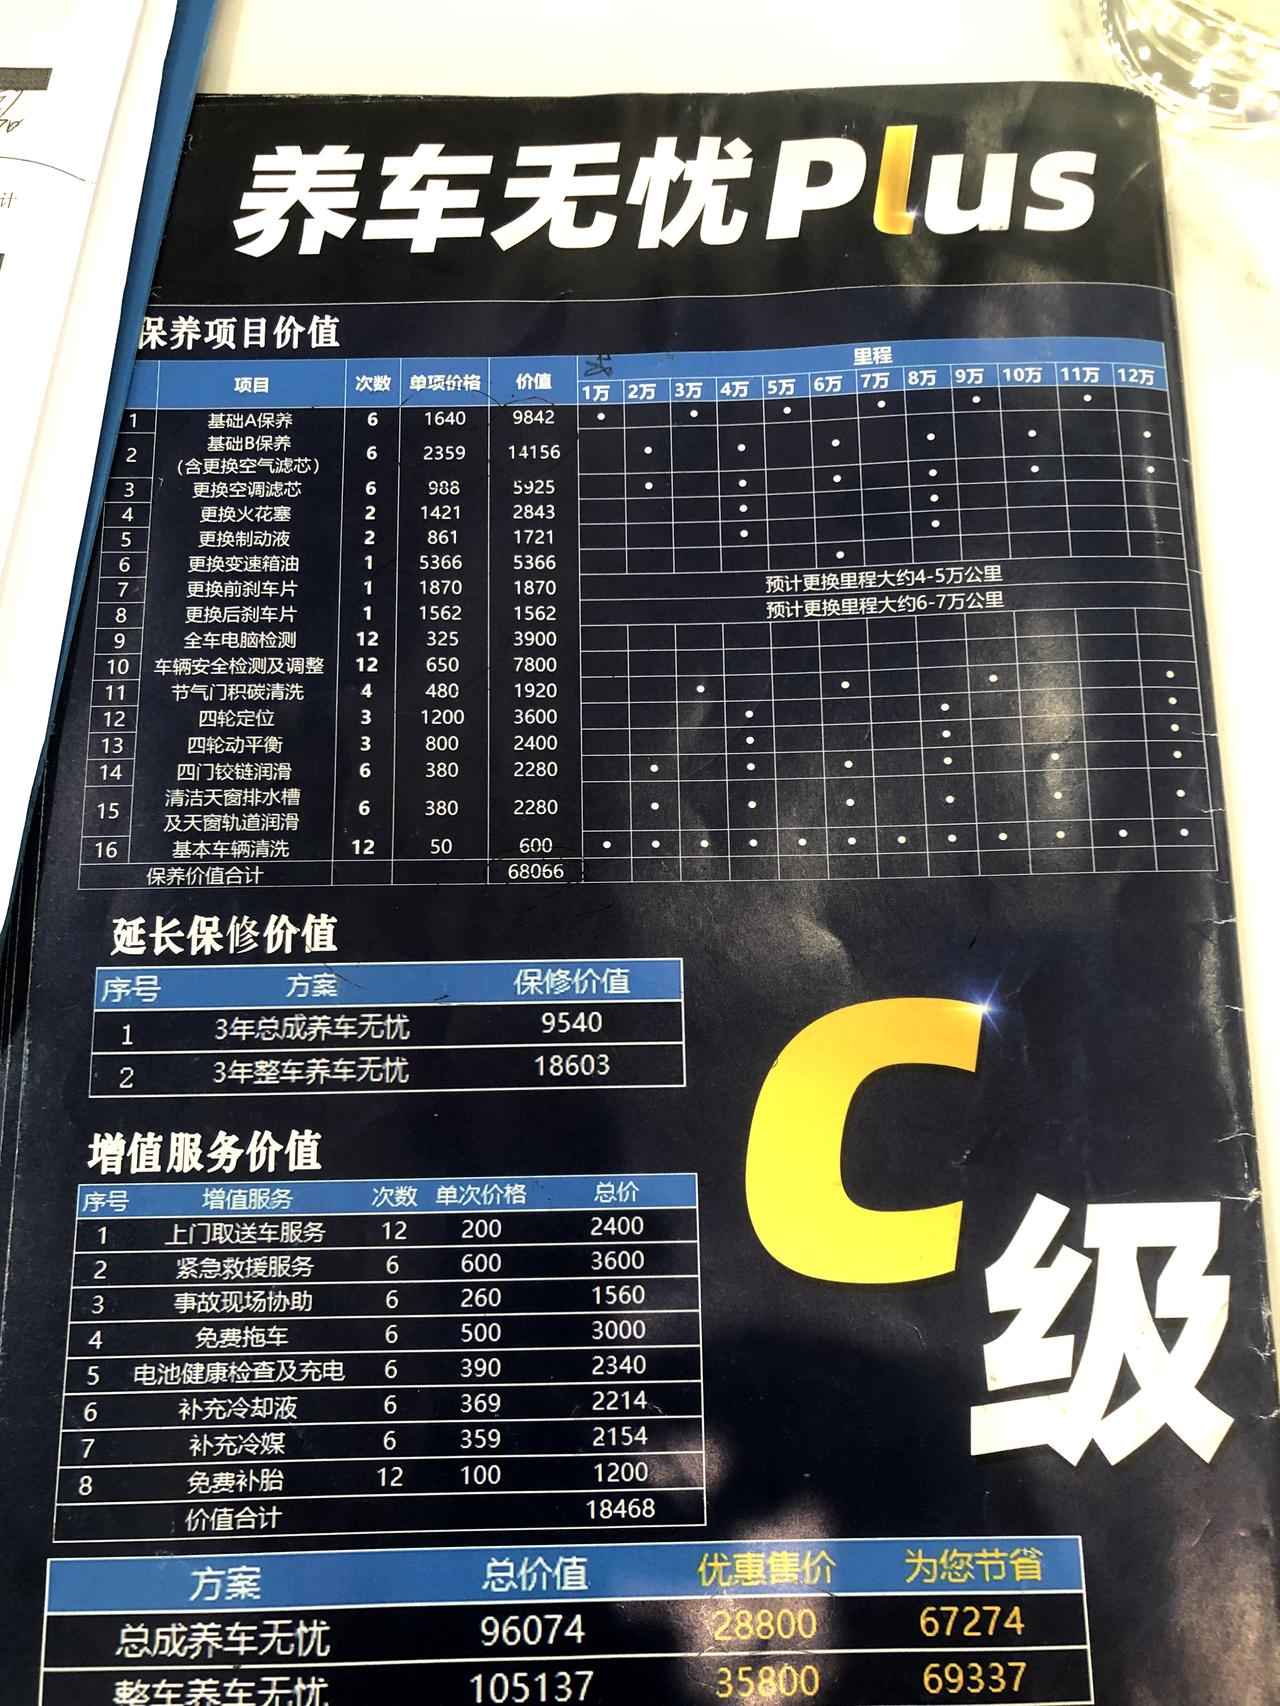 计
养车无忧Plus
保养项目价值
项目 次数 单项价格 价值 里程
1万 2万 3万 4万 5万 6万 7万 8万 9万 10万 11万 12万
1 基础A保养 6 1640 9842
2 基础B保养 (含更换空气滤芯) 6 2359 14156
3 更换空调滤芯 6 988 5925
4 更换火花塞 2 1421 2843
5 更换制动液 2 861 1721
6 更换变速箱油 1 5366 5366
7 更换前刹车片 1 1870 1870 预计更换里程大约4-5万公里
8 更换后刹车片 1 1562 1562 预计更换里程大约6-7万公里
9 全车电脑检测 12 325 3900
10 车辆安全检测及调整 12 650 7800
11 节气门积碳清洗 4 480 1920
12 四轮定位 3 1200 3600
13 四轮动平衡 3 800 2400
14 四门铰链润滑 6 380 2280
15 清洁天窗排水槽 及天窗轨道润滑 6 380 2280
16 基本车辆清洗 12 50 600
保养价值合计 68066
延长保修价值
序号 方案 保修价值
1 3年总成养车无忧 9540
2 3年整车养车无忧 18603
C级
增值服务价值
序号 增值服务 次数 单次价格 总价
1 上门取送车服务 12 200 2400
2 紧急救援服务 6 600 3600
3 事故现场协助 6 260 1560
4 免费拖车 6 500 3000
5 电池健康检查及充电 6 390 2340
6 补充冷却液 6 369 2214
7 补充冷媒 6 359 2154
8 免费补胎 12 100 1200
价值合计 18468
方案 总价值 优惠售价 为您节省
总成养车无忧 96074 28800 67274
整车养车无忧 105137 35800 69337